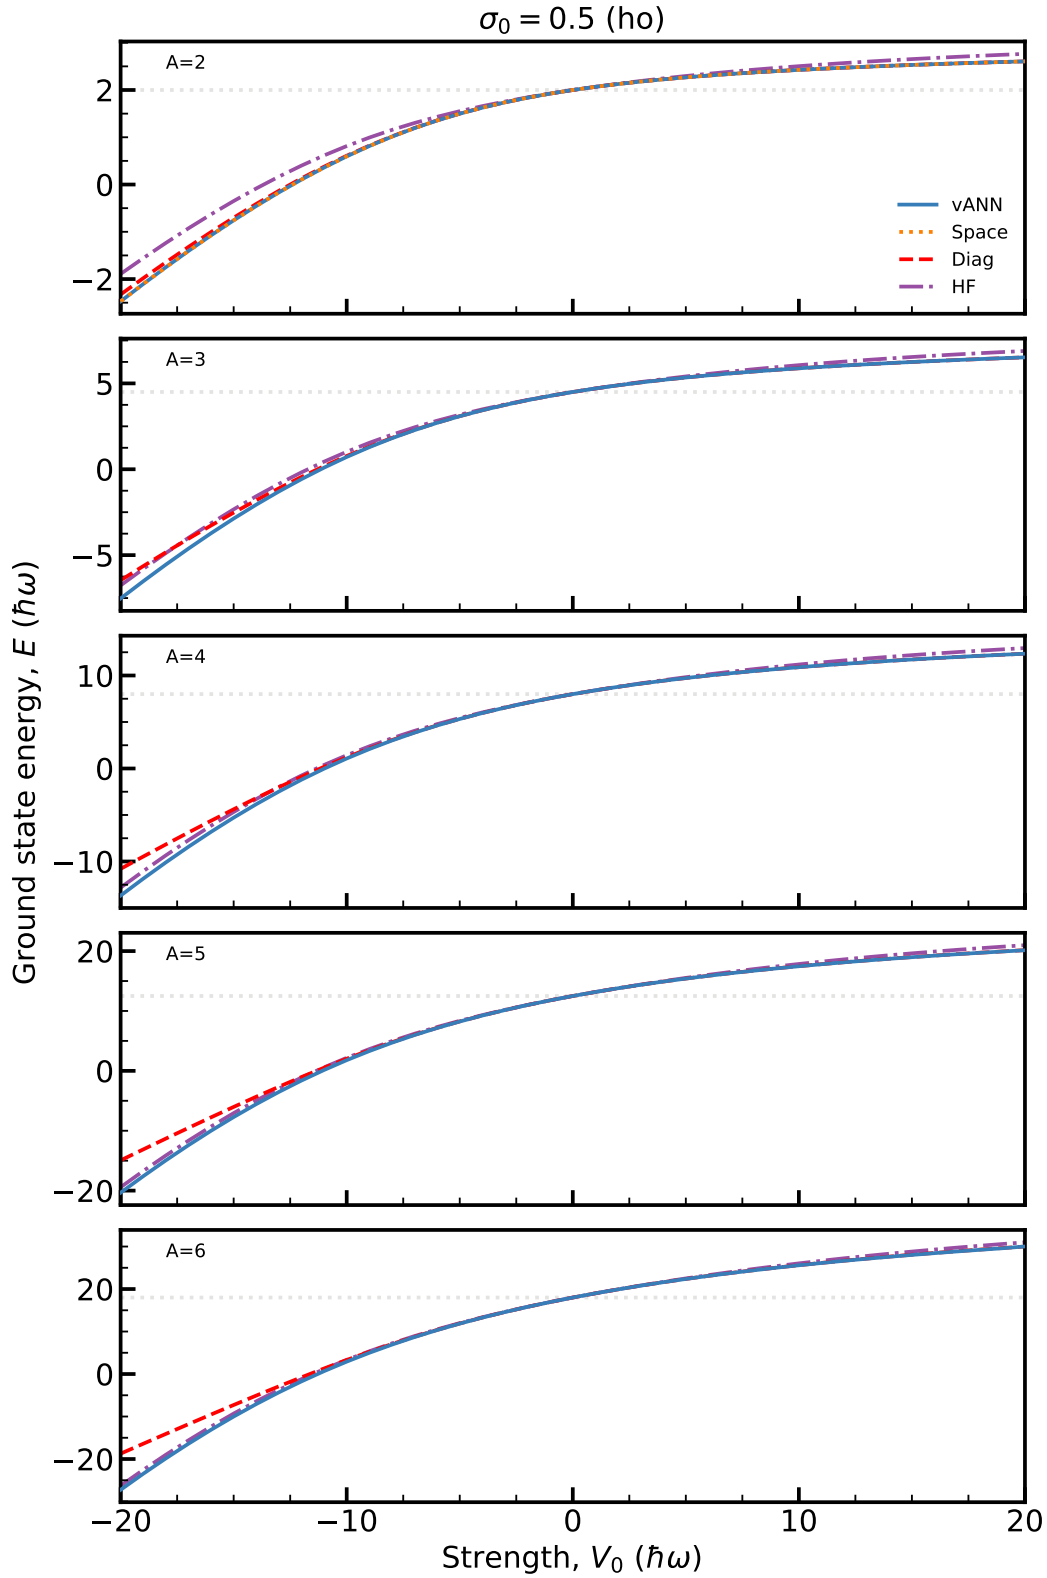 σ₀ = 0.5 (ho)
A=2
2
0
−2
vANN
Space
Diag
HF
A=3
5
0
−5
A=4
10
0
−10
A=5
20
0
−20
A=6
20
0
−20
−20 −10 0 10 20
Strength, V₀ (ℏω)
Ground state energy, E (ℏω)